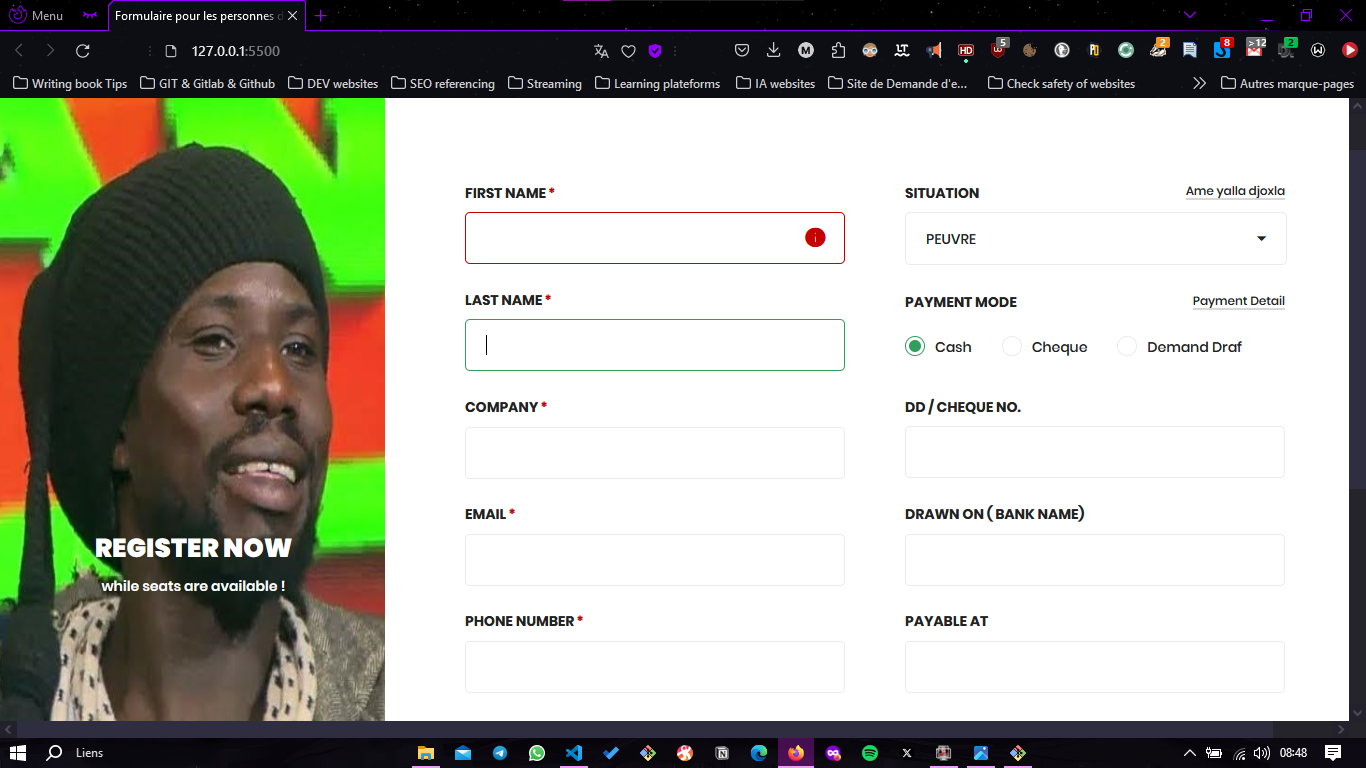 Menu
Formulaire pour les personnes d
127.0.0.1:5500
5
2
8
>12
2
Writing book Tips
GIT & Gitlab & Github
DEV websites
SEO referencing
Streaming
Learning plateforms
IA websites
Site de Demande d'e...
Check safety of websites
Autres marque-pages
REGISTER NOW
while seats are available !
FIRST NAME *
LAST NAME *
COMPANY *
EMAIL *
PHONE NUMBER *
SITUATION
Ame yalla djoxla
PEUVRE
PAYMENT MODE
Payment Detail
Cash
Cheque
Demand Draf
DD / CHEQUE NO.
DRAWN ON ( BANK NAME)
PAYABLE AT
Liens
08:48